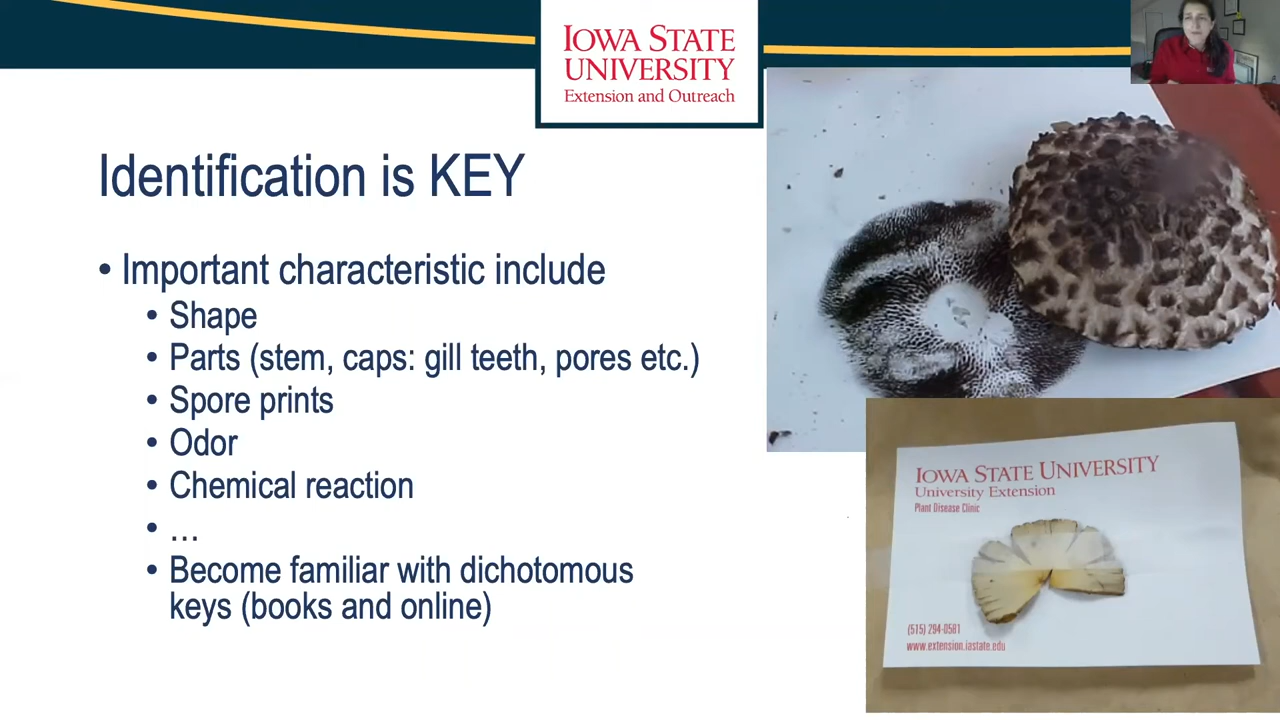 IOWA STATE
UNIVERSITY
Extension and Outreach
Identification is KEY
• Important characteristic include
• Shape
• Parts (stem, caps: gill teeth, pores etc.)
• Spore prints
• Odor
• Chemical reaction
• ...
• Become familiar with dichotomous
keys (books and online)
IOWA STATE UNIVERSITY
University Extension
Plant Disease Clinic
(515) 294-0581
www.extension.iastate.edu